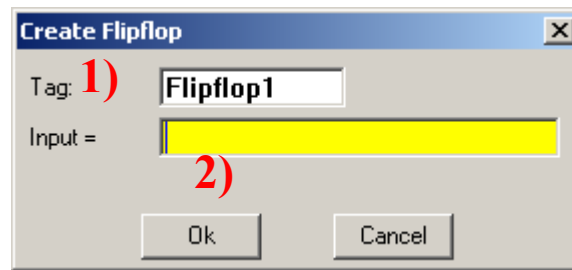 Create Flipflop
Tag: 1) Flipflop1
Input =
2)
Ok Cancel